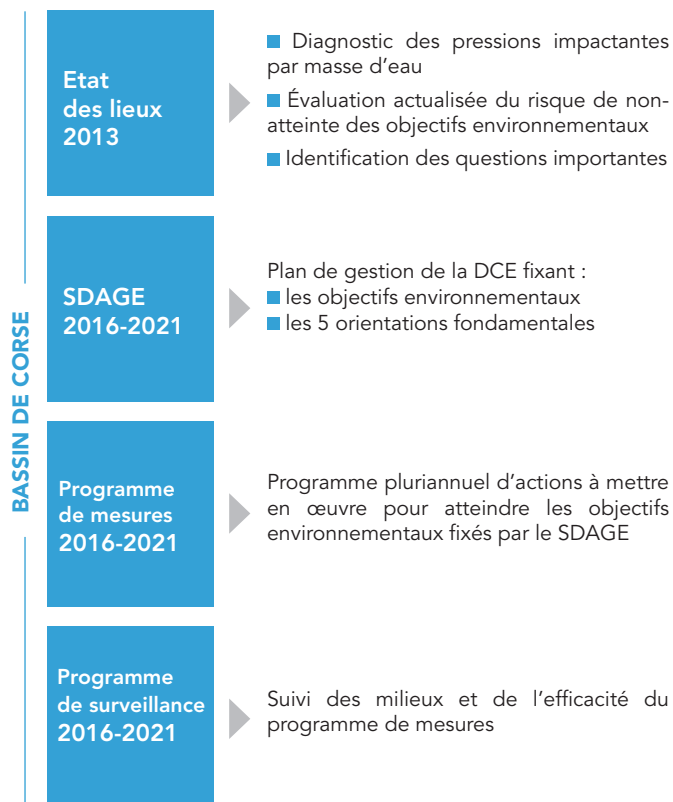 BASSIN DE CORSE
Etat
des lieux
2013
Diagnostic des pressions impactantes
par masse d'eau
Évaluation actualisée du risque de non-
atteinte des objectifs environnementaux
Identification des questions importantes
SDAGE
2016-2021
Plan de gestion de la DCE fixant :
les objectifs environnementaux
les 5 orientations fondamentales
Programme
de mesures
2016-2021
Programme pluriannuel d'actions à mettre
en œuvre pour atteindre les objectifs
environnementaux fixés par le SDAGE
Programme
de surveillance
2016-2021
Suivi des milieux et de l'efficacité du
programme de mesures